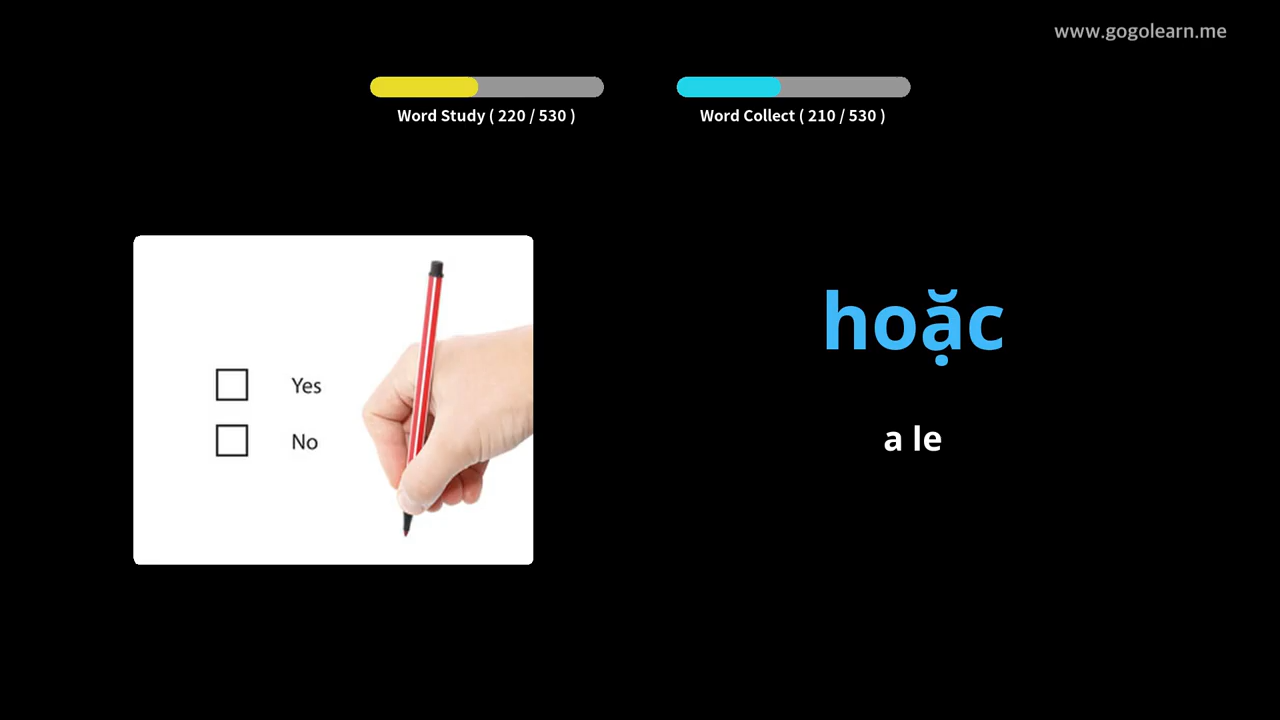 www.gogolearn.me
Word Study ( 220 / 530 )
Word Collect ( 210 / 530 )
Yes
No
hoặc
a le